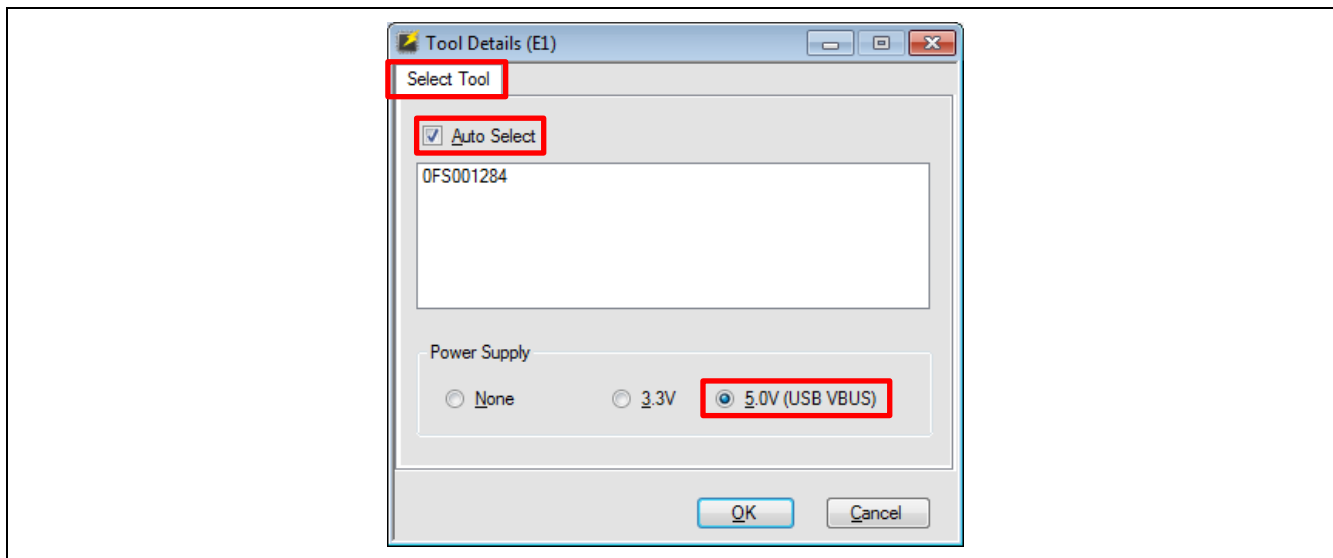 Tool Details (E1)
Select Tool
Auto Select
0FS001284
Power Supply
None 3.3V 5.0V (USB VBUS)
OK Cancel